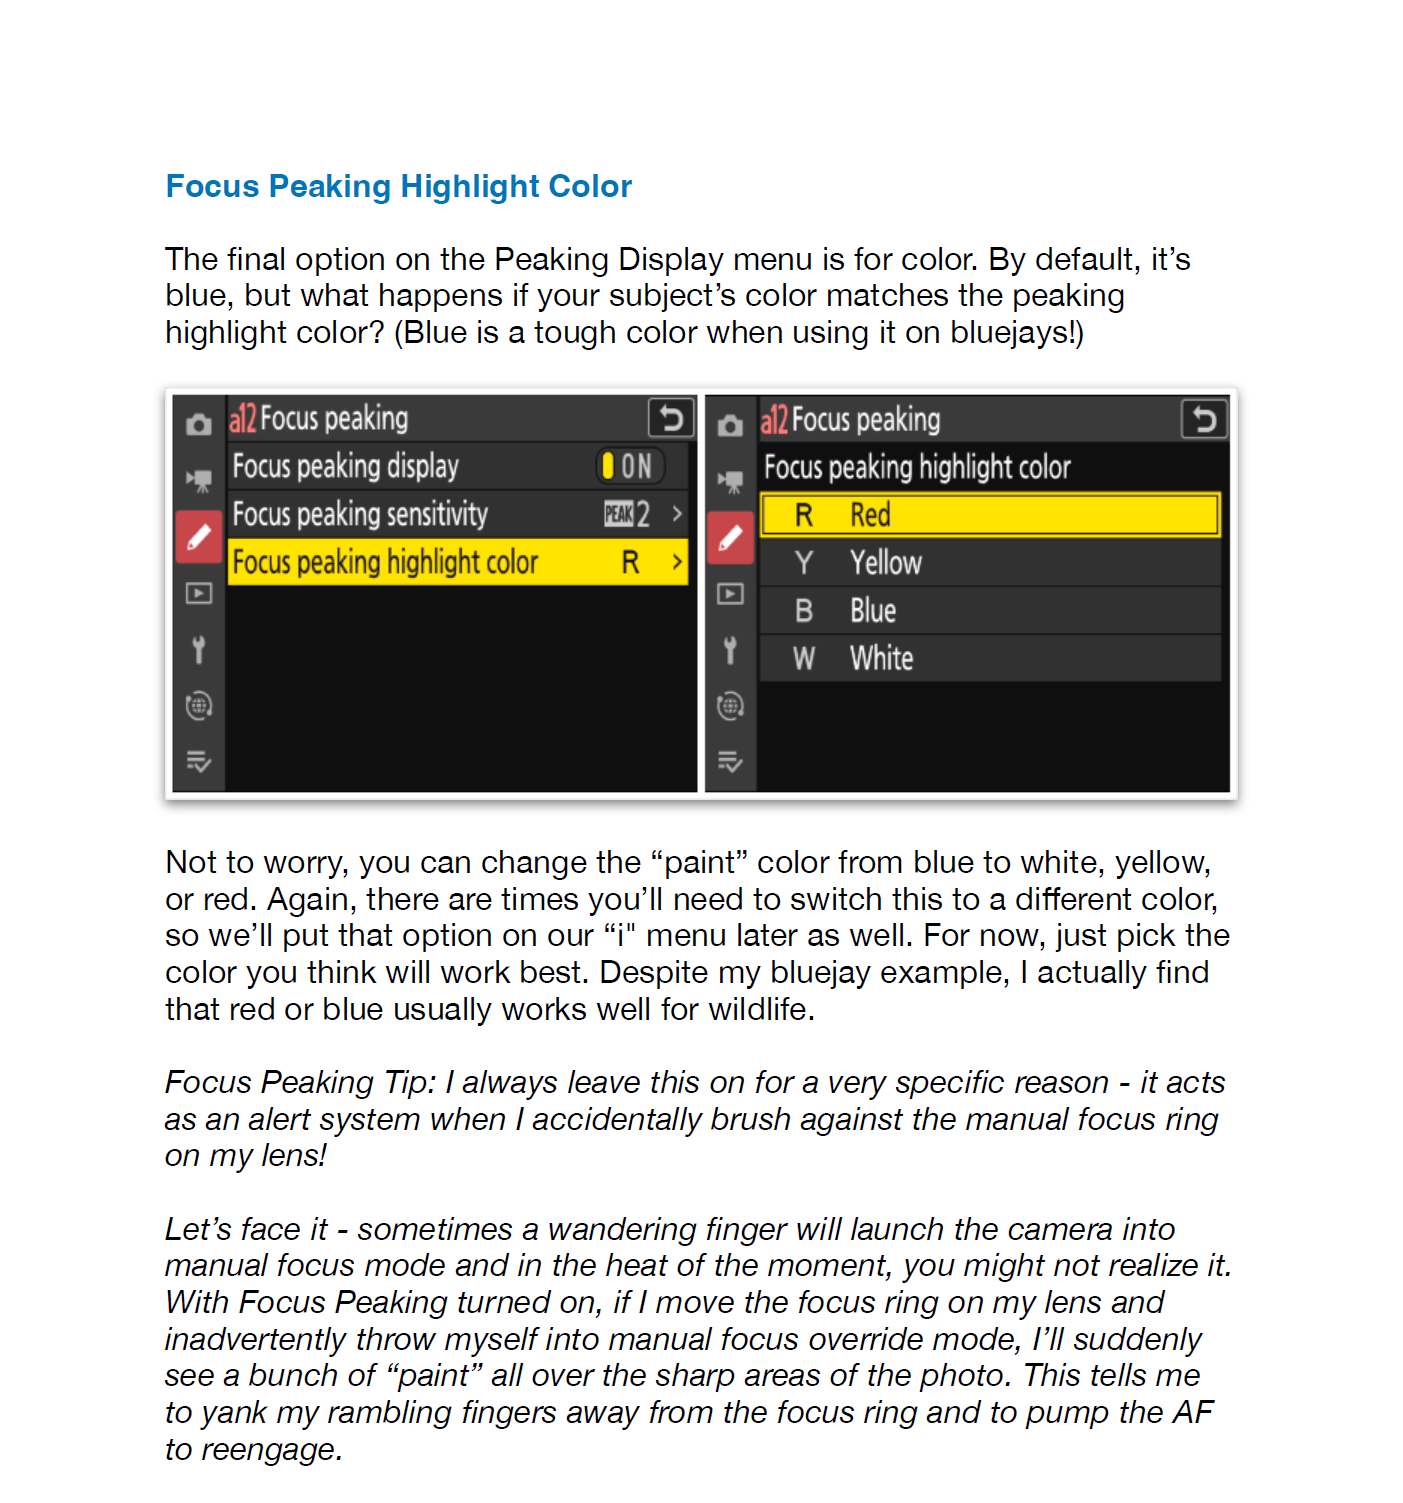 Focus Peaking Highlight Color
The final option on the Peaking Display menu is for color. By default, it’s
blue, but what happens if your subject’s color matches the peaking
highlight color? (Blue is a tough color when using it on bluejays!)
a12 Focus peaking
Focus peaking display ON
Focus peaking sensitivity PEAK 2 >
Focus peaking highlight color R >
a12 Focus peaking
Focus peaking highlight color
R Red
Y Yellow
B Blue
W White
Not to worry, you can change the “paint” color from blue to white, yellow,
or red. Again, there are times you’ll need to switch this to a different color,
so we’ll put that option on our “i" menu later as well. For now, just pick the
color you think will work best. Despite my bluejay example, I actually find
that red or blue usually works well for wildlife.
Focus Peaking Tip: I always leave this on for a very specific reason - it acts
as an alert system when I accidentally brush against the manual focus ring
on my lens!
Let’s face it - sometimes a wandering finger will launch the camera into
manual focus mode and in the heat of the moment, you might not realize it.
With Focus Peaking turned on, if I move the focus ring on my lens and
inadvertently throw myself into manual focus override mode, I’ll suddenly
see a bunch of “paint” all over the sharp areas of the photo. This tells me
to yank my rambling fingers away from the focus ring and to pump the AF
to reengage.